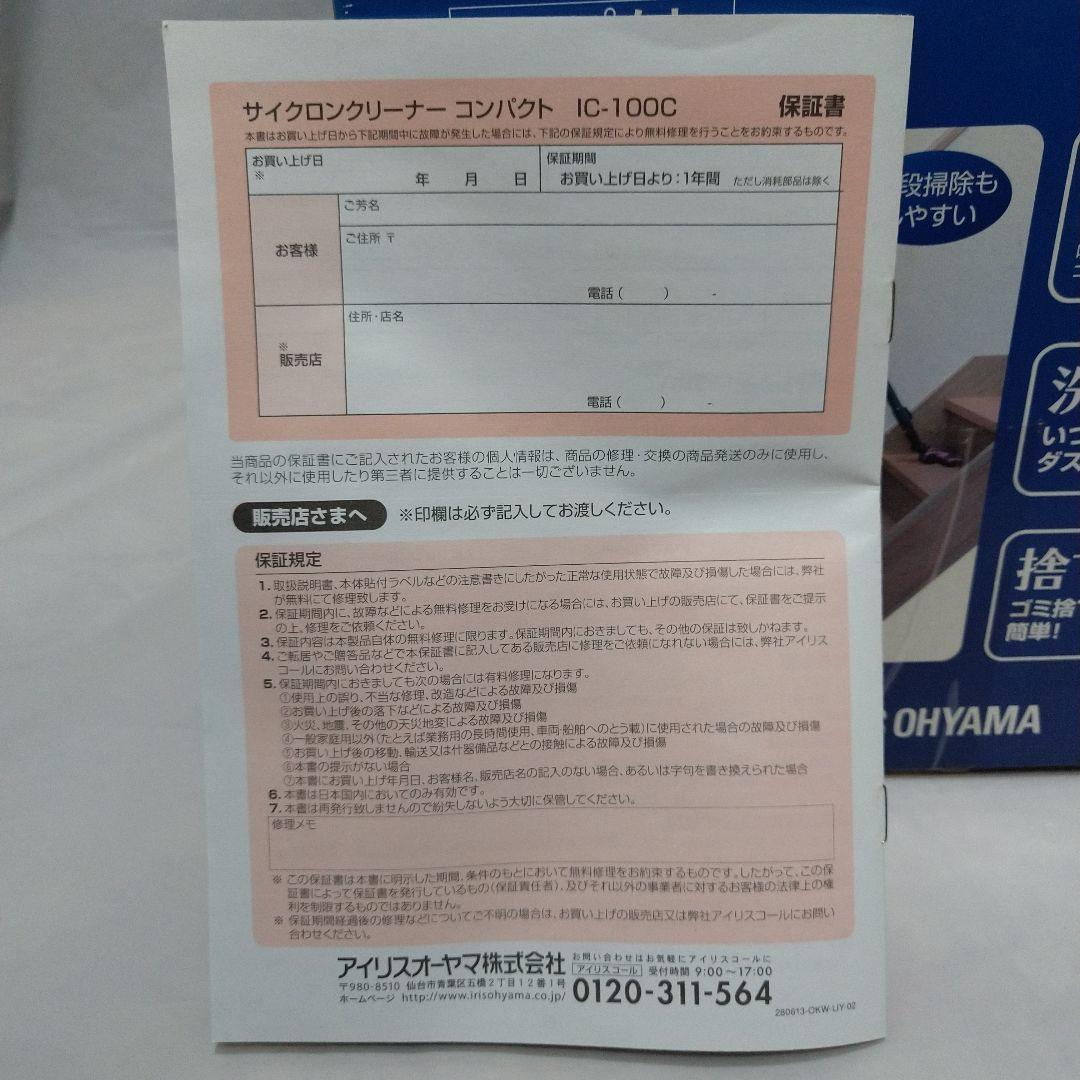 サイクロンクリーナー コンパクト IC-100C 保証書
本書はお買い上げ日から下記期間中に故障が発生した場合には、下記の保証規定により無料修理を行うことをお約束するものです。
お買い上げ日
※ 年 月 日
保証期間
お買い上げ日より:1年間 ただし消耗部品は除く
お客様
ご芳名
ご住所 〒
電話 ( ) -
※
販売店
住所・店名
電話 ( ) -
当商品の保証書にご記入されたお客様の個人情報は、商品の修理・交換の商品発送のみに使用し、
それ以外に使用したり第三者に提供することは一切ございません。
販売店さまへ ※印欄は必ず記入してお渡しください。
保証規定
1. 取扱説明書、本体貼付ラベルなどの注意書きにしたがった正常な使用状態で故障及び損傷した場合には、弊社
が無料にて修理致します。
2. 保証期間内に、故障などによる無料修理をお受けになる場合には、お買い上げの販売店にて、保証書をご提示
の上、修理をご依頼ください。
3. 保証内容は本製品自体の無料修理に限ります。保証期間内におきましても、その他の保証は致しかねます。
4. ご転居やご贈答品などで本保証書に記入してある販売店に修理をご依頼になれない場合には、弊社アイリス
コールにお問い合わせください。
5. 保証期間内におきましても次の場合には有料修理になります。
①使用上の誤り、不当な修理、改造などによる故障及び損傷
②お買い上げ後の落下などによる故障及び損傷
③火災、地震、その他の天災地変による故障及び損傷
④一般家庭用以外(たとえば業務用の長時間使用、車両・船舶へのとう載)に使用された場合の故障及び損傷
⑤お買い上げ後の移動、輸送又は什器備品などとの接触による故障及び損傷
⑥本書の提示がない場合
⑦本書にお買い上げ年月日、お客様名、販売店名の記入のない場合、あるいは字句を書き換えられた場合
6. 本書は日本国内においてのみ有効です。
7. 本書は再発行致しませんので紛失しないよう大切に保管してください。
修理メモ
※ この保証書は本書に明示した期間、条件のもとにおいて無料修理をお約束するものです。したがって、この保
証書によって保証書を発行しているもの(保証責任者)、及びそれ以外の事業者に対するお客様の法律上の権
利を制限するものではありません。
※ 保証期間経過後の修理などについてご不明の場合は、お買い上げの販売店又は弊社アイリスコールにお問い
合わせください。
アイリスオーヤマ株式会社
〒980-8510 仙台市青葉区五橋2丁目12番1号
ホームページ http://www.irisohyama.co.jp/
お問い合わせはお気軽にアイリスコールに
アイリスコール 受付時間 9:00~17:00
0120-311-564
280613-OKW-LIY-02
段掃除も
やすい
洗
いつ
ダス
捨て
ゴミ捨
簡単!
OHYAMA